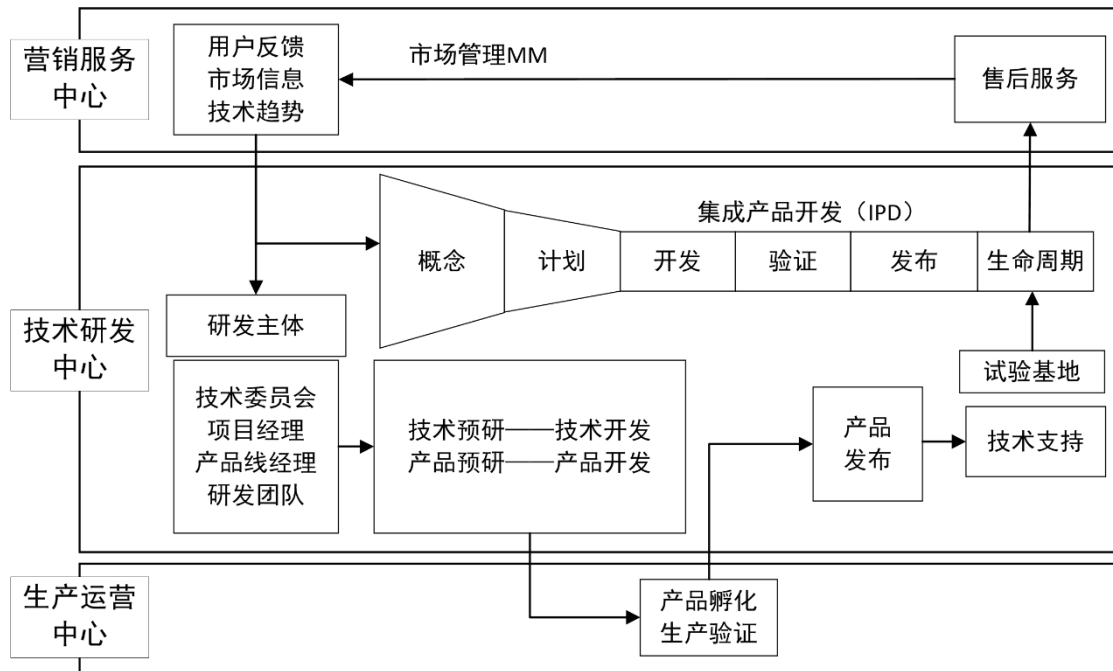 营销服务
中心
用户反馈
市场信息
技术趋势
市场管理MM
售后服务
技术研发
中心
集成产品开发（IPD）
概念
计划
开发
验证
发布
生命周期
研发主体
试验基地
技术委员会
项目经理
产品线经理
研发团队
技术预研——技术开发
产品预研——产品开发
产品
发布
技术支持
生产运营
中心
产品孵化
生产验证